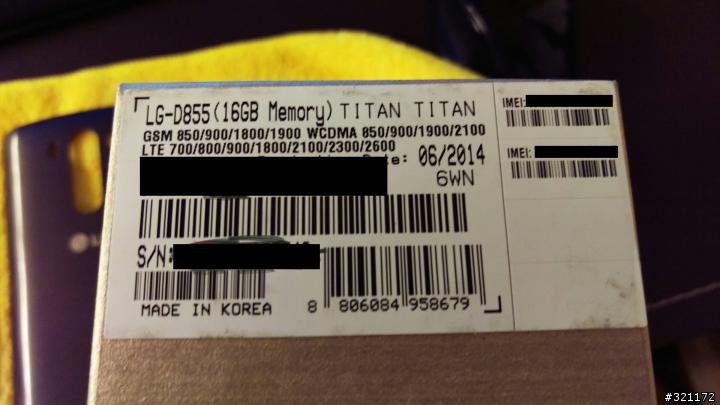 LG-D855(16GB Memory) TITAN TITAN
GSM 850/900/1800/1900 WCDMA 850/900/1900/2100
LTE 700/800/900/1800/2100/2300/2600
Date: 06/2014
6WN
S/N:
MADE IN KOREA
8 806084 958679
IMEI:
IMEI:
LG
#321172